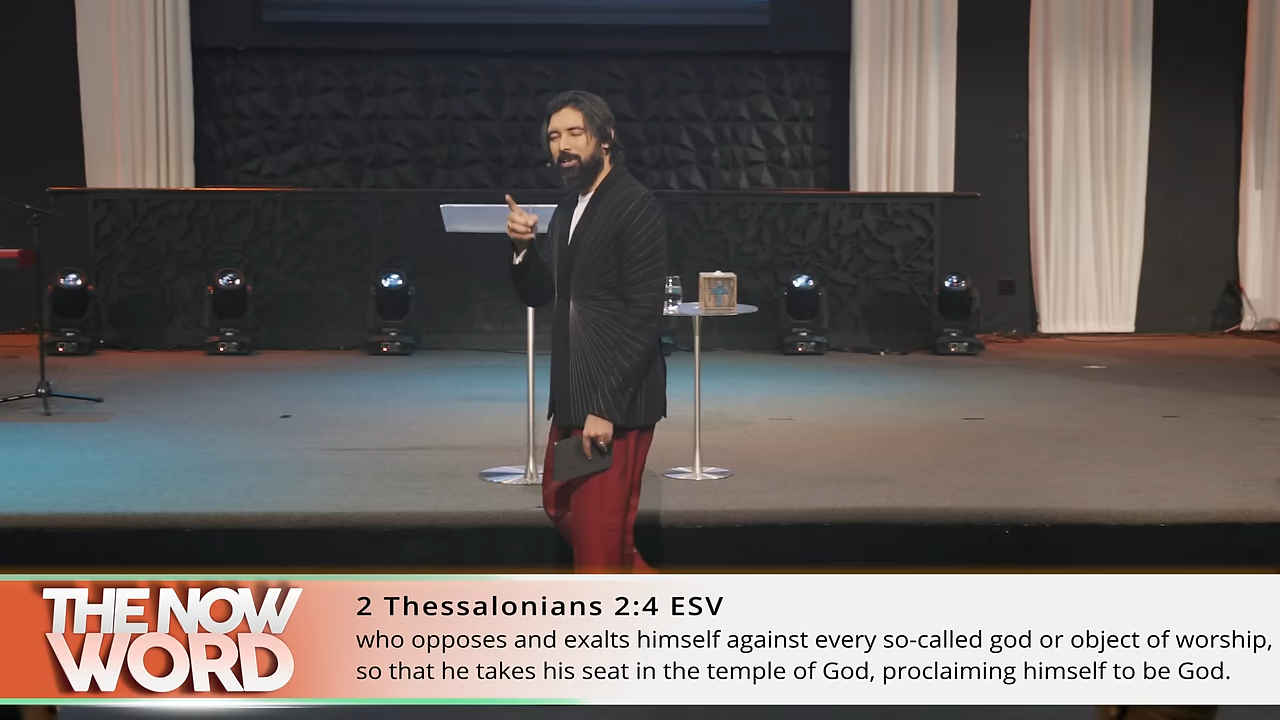 THE NOW
WORD
2 Thessalonians 2:4 ESV
who opposes and exalts himself against every so-called god or object of worship,
so that he takes his seat in the temple of God, proclaiming himself to be God.